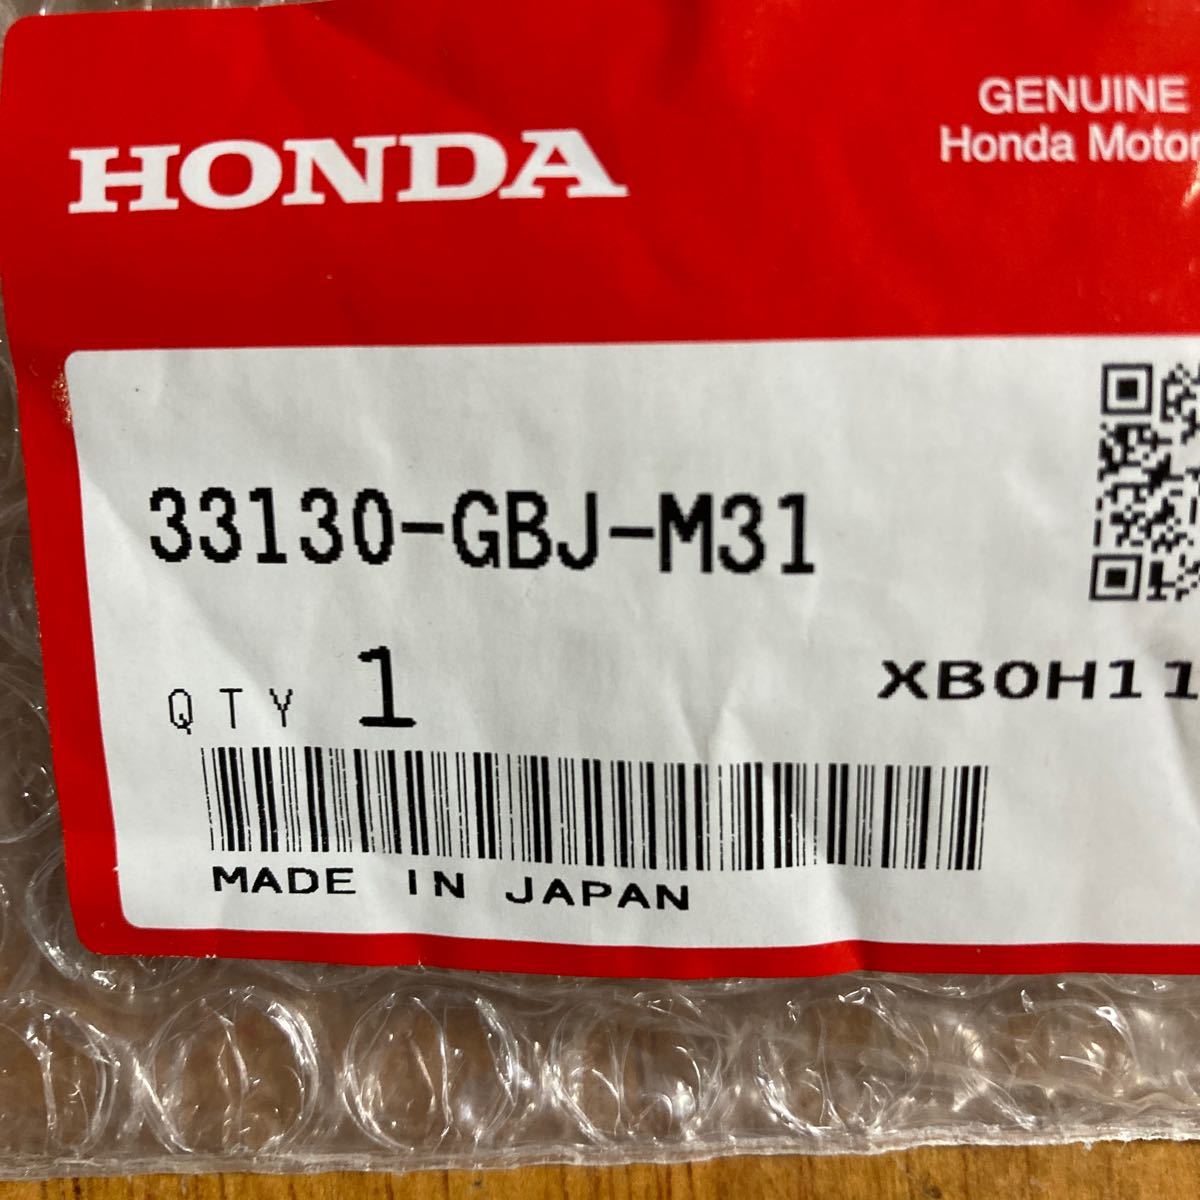 HONDA
GENUINE
Honda Motor
33130-GBJ-M31
QTY 1
XB0H11
MADE IN JAPAN